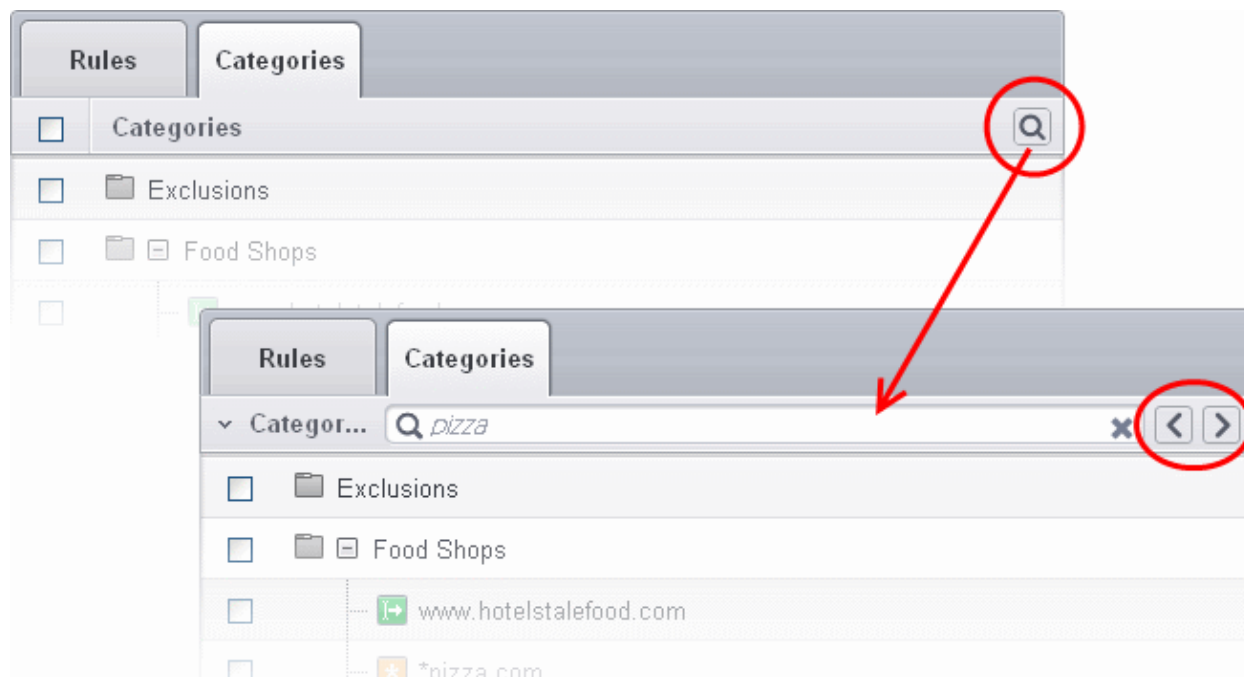 Rules Categories
Categories
Exclusions
Food Shops
Rules Categories
Categor... pizza
Exclusions
Food Shops
www.hotelstalefood.com
*pizza.com